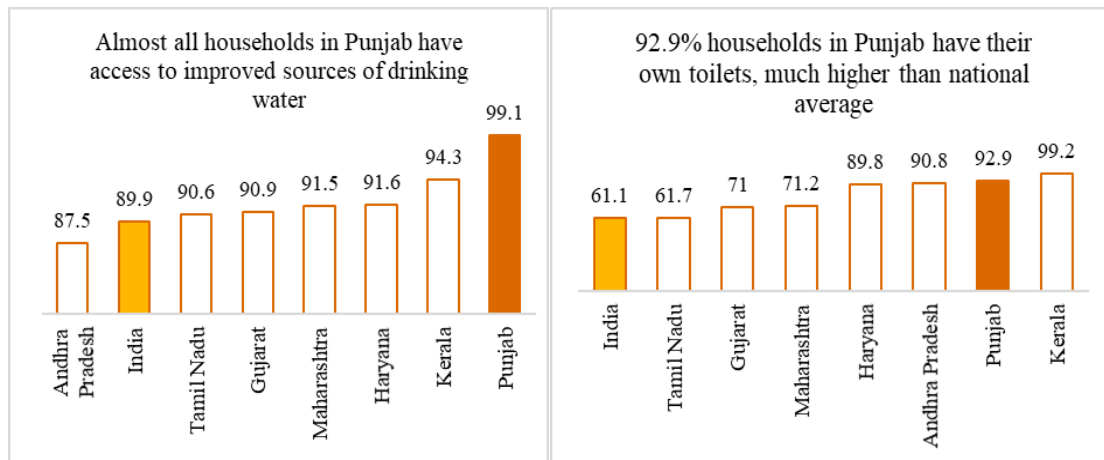 Almost all households in Punjab have
access to improved sources of drinking
water
99.1
94.3
91.6
91.5
90.9
90.6
89.9
87.5
Andhra
Pradesh
India
Tamil Nadu
Gujarat
Maharashtra
Haryana
Kerala
Punjab
92.9% households in Punjab have their
own toilets, much higher than national
average
99.2
92.9
90.8
89.8
71.2
71
61.7
61.1
India
Tamil Nadu
Gujarat
Maharashtra
Haryana
Andhra Pradesh
Punjab
Kerala